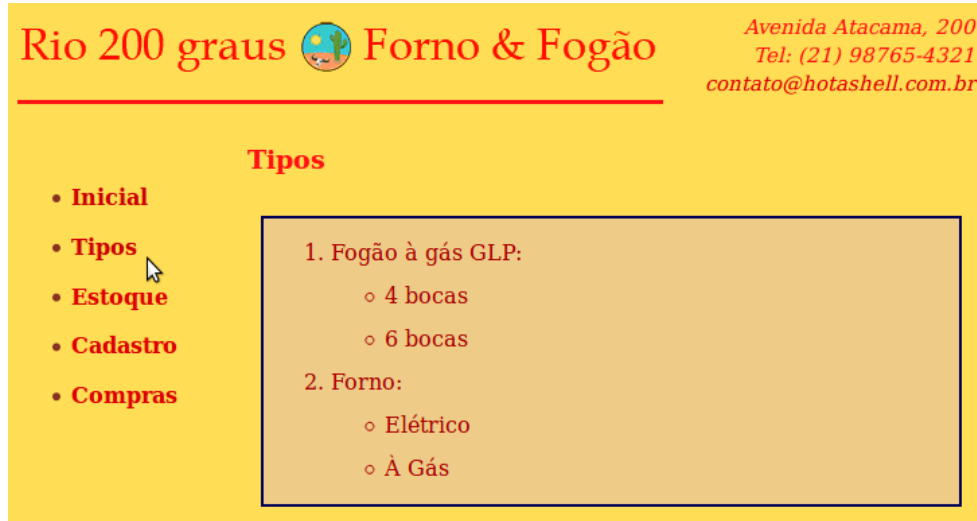 Rio 200 graus Forno & Fogão
Avenida Atacama, 200
Tel: (21) 98765-4321
contato@hotashell.com.br
• Inicial
• Tipos
• Estoque
• Cadastro
• Compras
Tipos
1. Fogão à gás GLP:
◦ 4 bocas
◦ 6 bocas
2. Forno:
◦ Elétrico
◦ À Gás